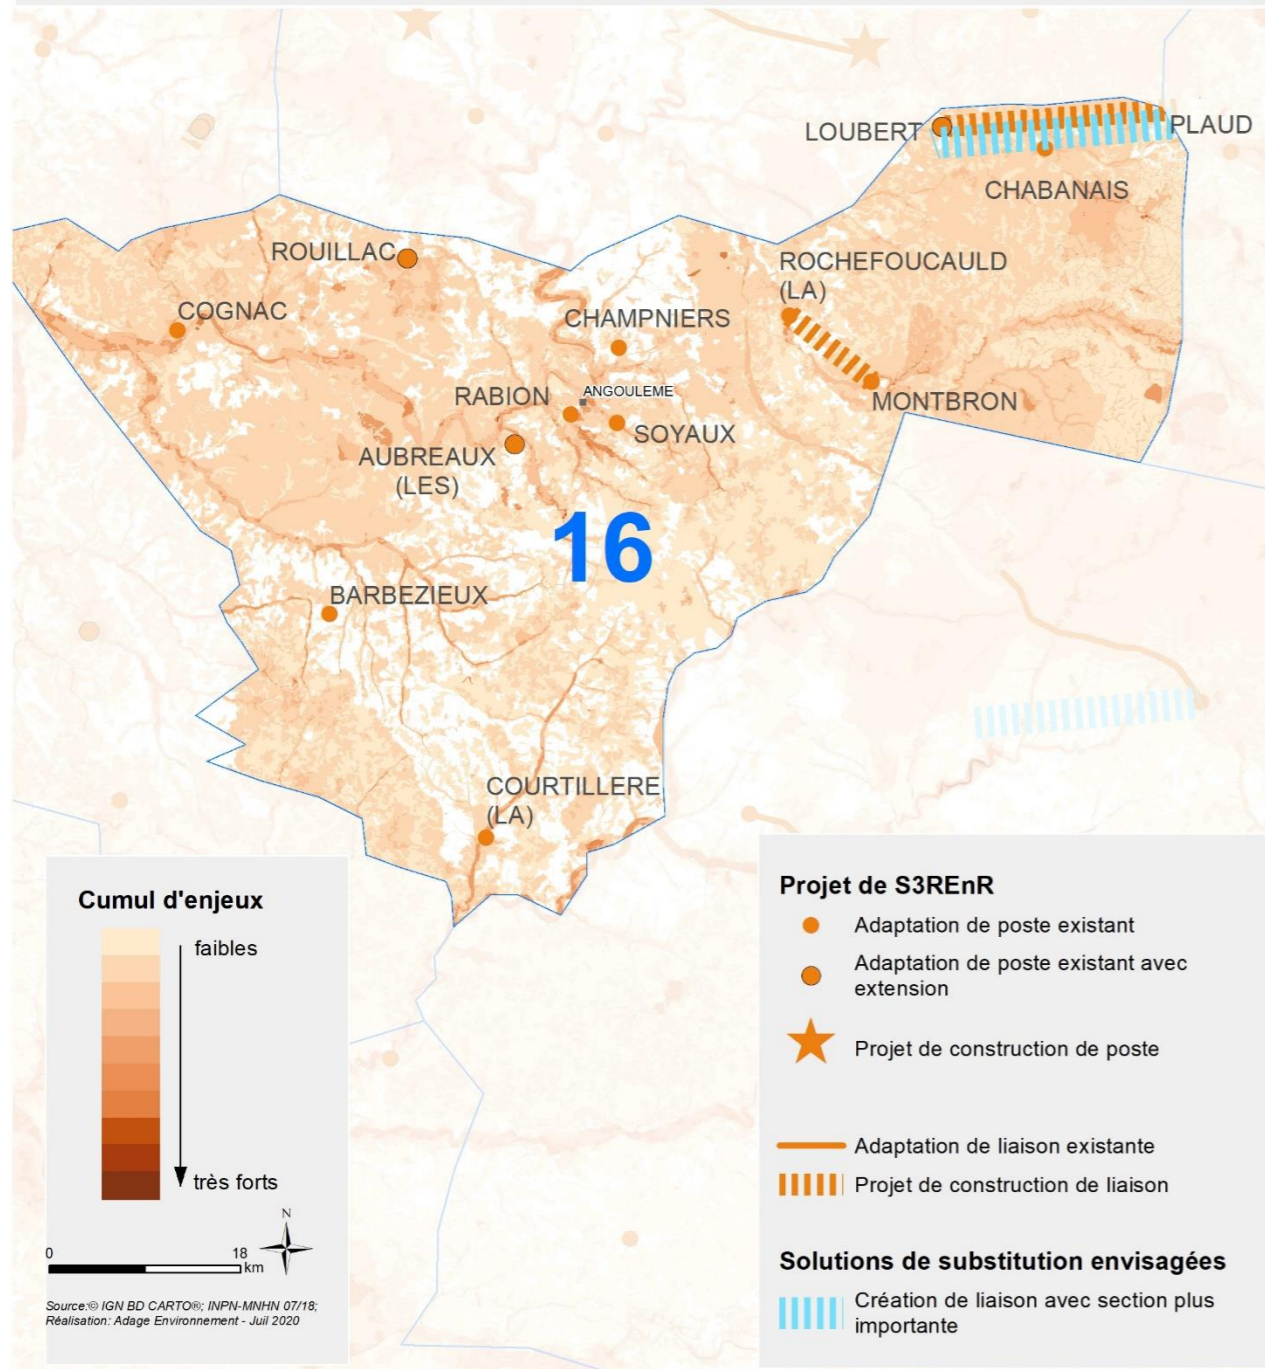 LOUBERT
PLAUD
CHABANAIS
ROUILLAC
ROCHEFOUCAULD
(LA)
COGNAC
CHAMPNIERS
ANGOULEME
RABION
MONTBRON
SOYAUX
AUBREAUX
(LES)
16
BARBEZIEUX
COURTILLERE
(LA)
Cumul d'enjeux
faibles
très forts
N
0 18
km
Source:© IGN BD CARTO®; INPN-MNHN 07/18;
Réalisation: Adage Environnement - Juil 2020
Projet de S3REnR
Adaptation de poste existant
Adaptation de poste existant avec
extension
Projet de construction de poste
Adaptation de liaison existante
Projet de construction de liaison
Solutions de substitution envisagées
Création de liaison avec section plus
importante